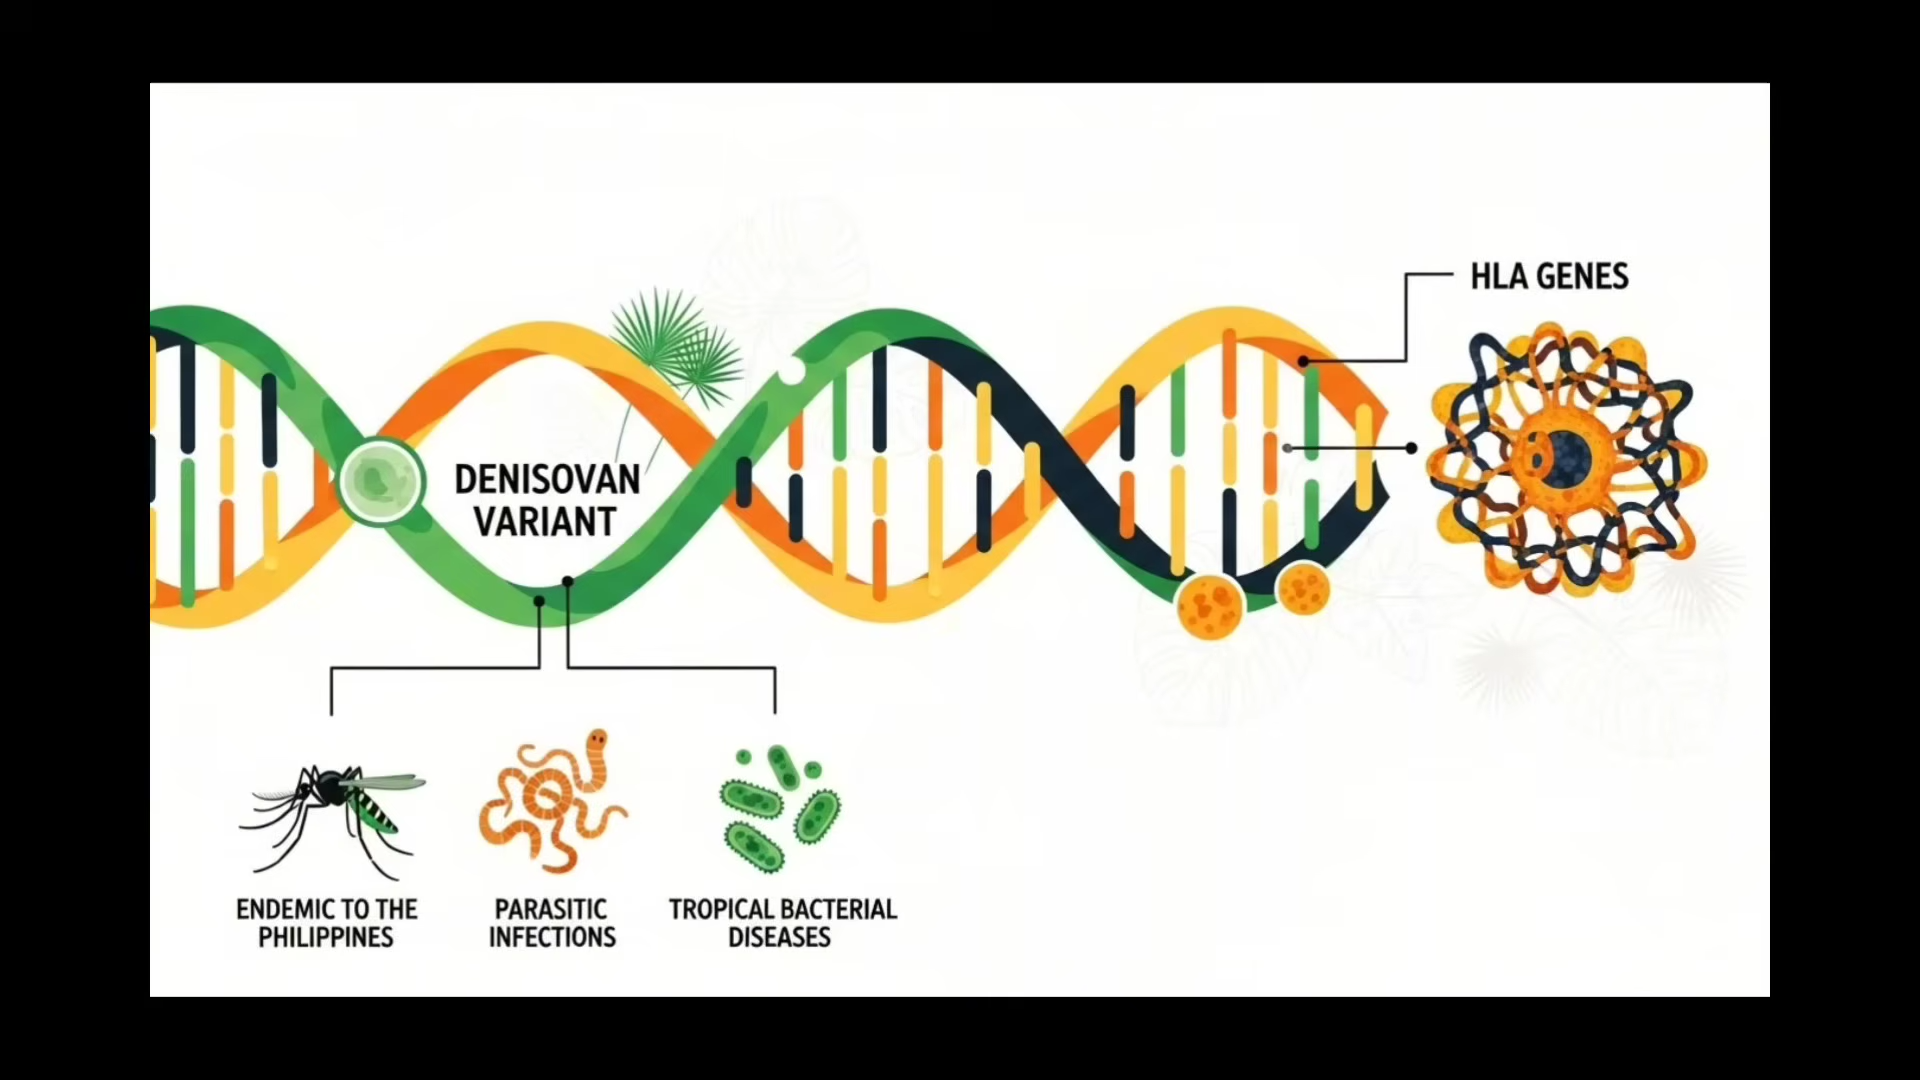 HLA GENES
DENISOVAN
VARIANT
ENDEMIC TO THE
PHILIPPINES
PARASITIC
INFECTIONS
TROPICAL BACTERIAL
DISEASES